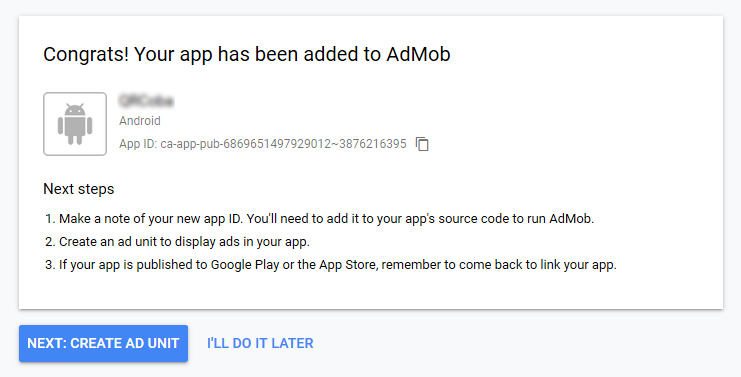 Congrats! Your app has been added to AdMob
Android
App ID: ca-app-pub-6869651497929012~3876216395
Next steps
1. Make a note of your new app ID. You'll need to add it to your app's source code to run AdMob.
2. Create an ad unit to display ads in your app.
3. If your app is published to Google Play or the App Store, remember to come back to link your app.
NEXT: CREATE AD UNIT
I'LL DO IT LATER